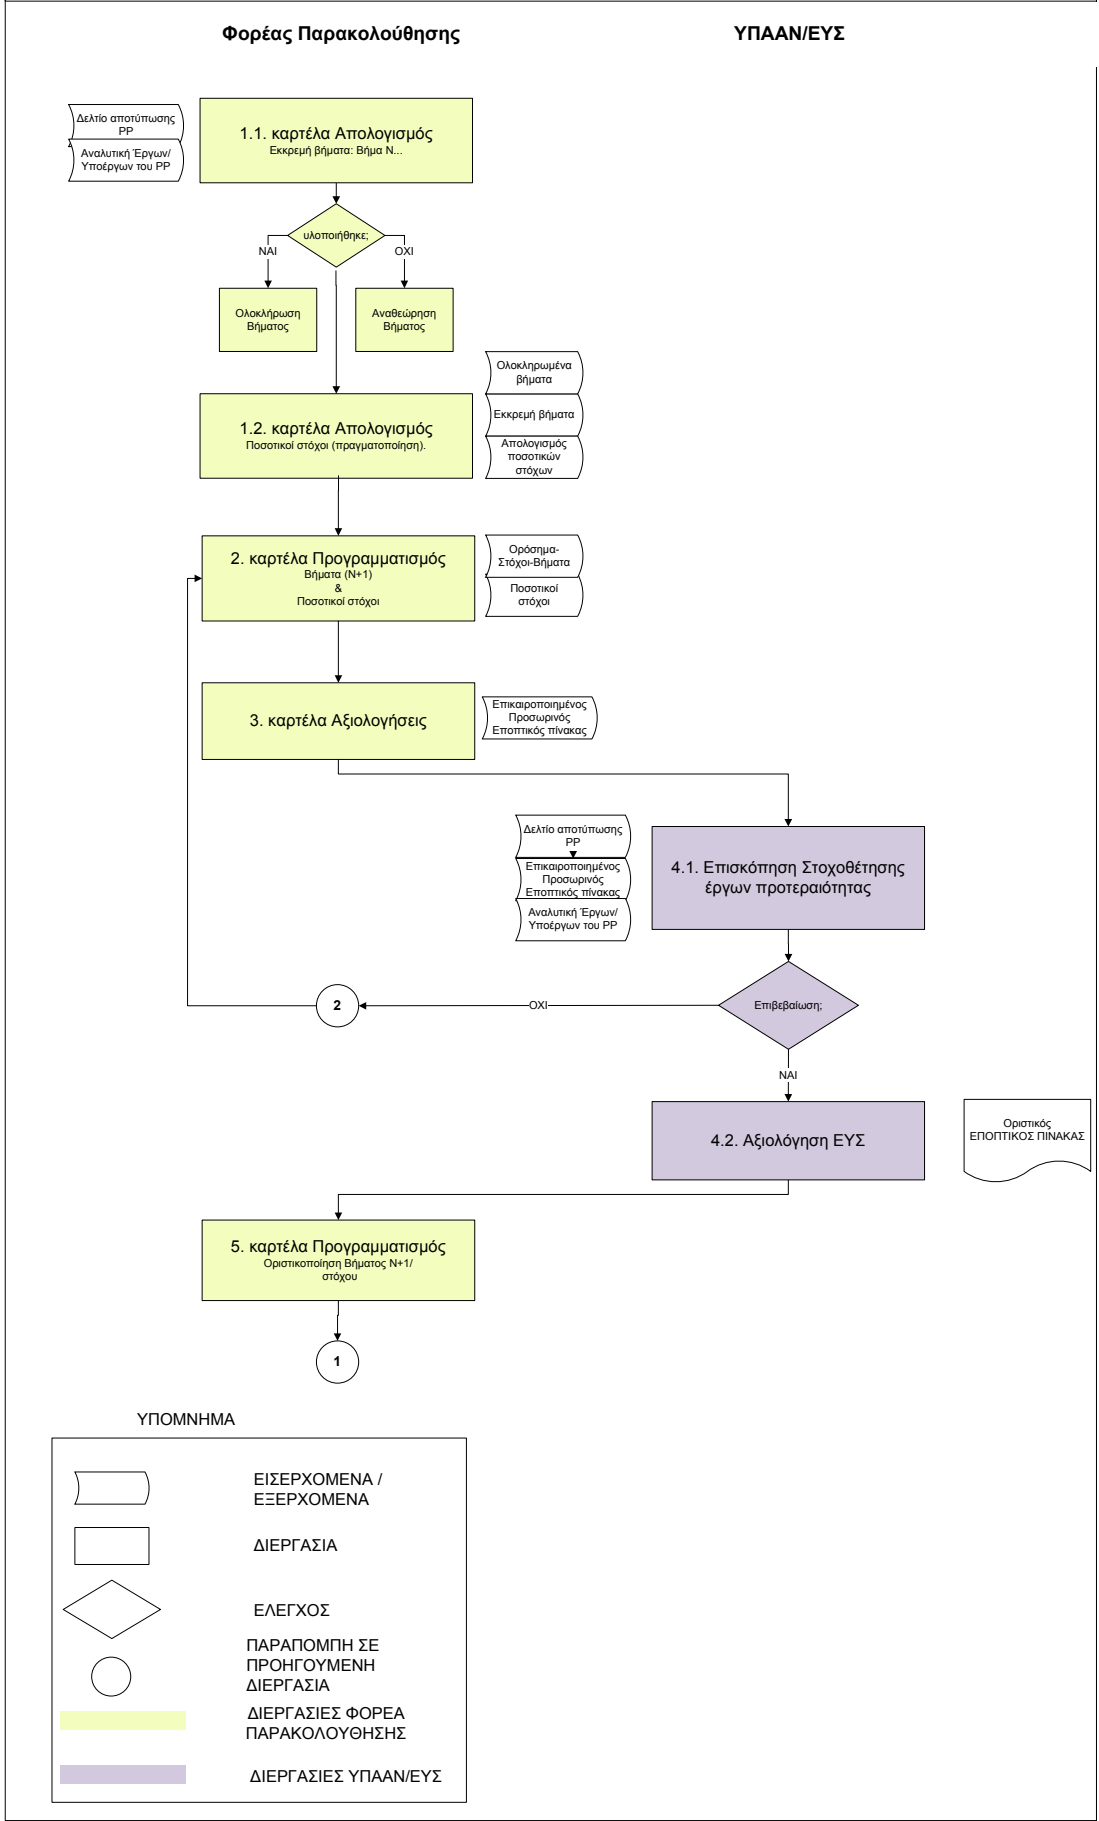 Φορέας Παρακολούθησης
ΥΠΑΑΝ/ΕΥΣ
Δελτίο αποτύπωσης
PP
Αναλυτική Έργων/
Υποέργων του PP
1.1. καρτέλα Απολογισμός
Εκκρεμή βήματα: Βήμα Ν...
υλοποιήθηκε;
ΝΑΙ
ΟΧΙ
Ολοκλήρωση
Βήματος
Αναθεώρηση
Βήματος
1.2. καρτέλα Απολογισμός
Ποσοτικοί στόχοι (πραγματοποίηση).
Ολοκληρωμένα
βήματα
Εκκρεμή βήματα
Απολογισμός
ποσοτικών
στόχων
2. καρτέλα Προγραμματισμός
Βήματα (Ν+1)
&
Ποσοτικοί στόχοι
Ορόσημα-
Στόχοι-Βήματα
Ποσοτικοί
στόχοι
3. καρτέλα Αξιολογήσεις
Επικαιροποιημένος
Προσωρινός
Εποπτικός πίνακας
Δελτίο αποτύπωσης
PP
Επικαιροποιημένος
Προσωρινός
Εποπτικός πίνακας
Αναλυτική Έργων/
Υποέργων του PP
4.1. Επισκόπηση Στοχοθέτησης
έργων προτεραιότητας
Επιβεβαίωση;
ΟΧΙ
2
ΝΑΙ
4.2. Αξιολόγηση ΕΥΣ
Οριστικός
ΕΠΟΠΤΙΚΟΣ ΠΙΝΑΚΑΣ
5. καρτέλα Προγραμματισμός
Οριστικοποίηση Βήματος Ν+1/
στόχου
1
ΥΠΟΜΝΗΜΑ
ΕΙΣΕΡΧΟΜΕΝΑ /
ΕΞΕΡΧΟΜΕΝΑ
ΔΙΕΡΓΑΣΙΑ
ΕΛΕΓΧΟΣ
ΠΑΡΑΠΟΜΠΗ ΣΕ
ΠΡΟΗΓΟΥΜΕΝΗ
ΔΙΕΡΓΑΣΙΑ
ΔΙΕΡΓΑΣΙΕΣ ΦΟΡΕΑ
ΠΑΡΑΚΟΛΟΥΘΗΣΗΣ
ΔΙΕΡΓΑΣΙΕΣ ΥΠΑΑΝ/ΕΥΣ